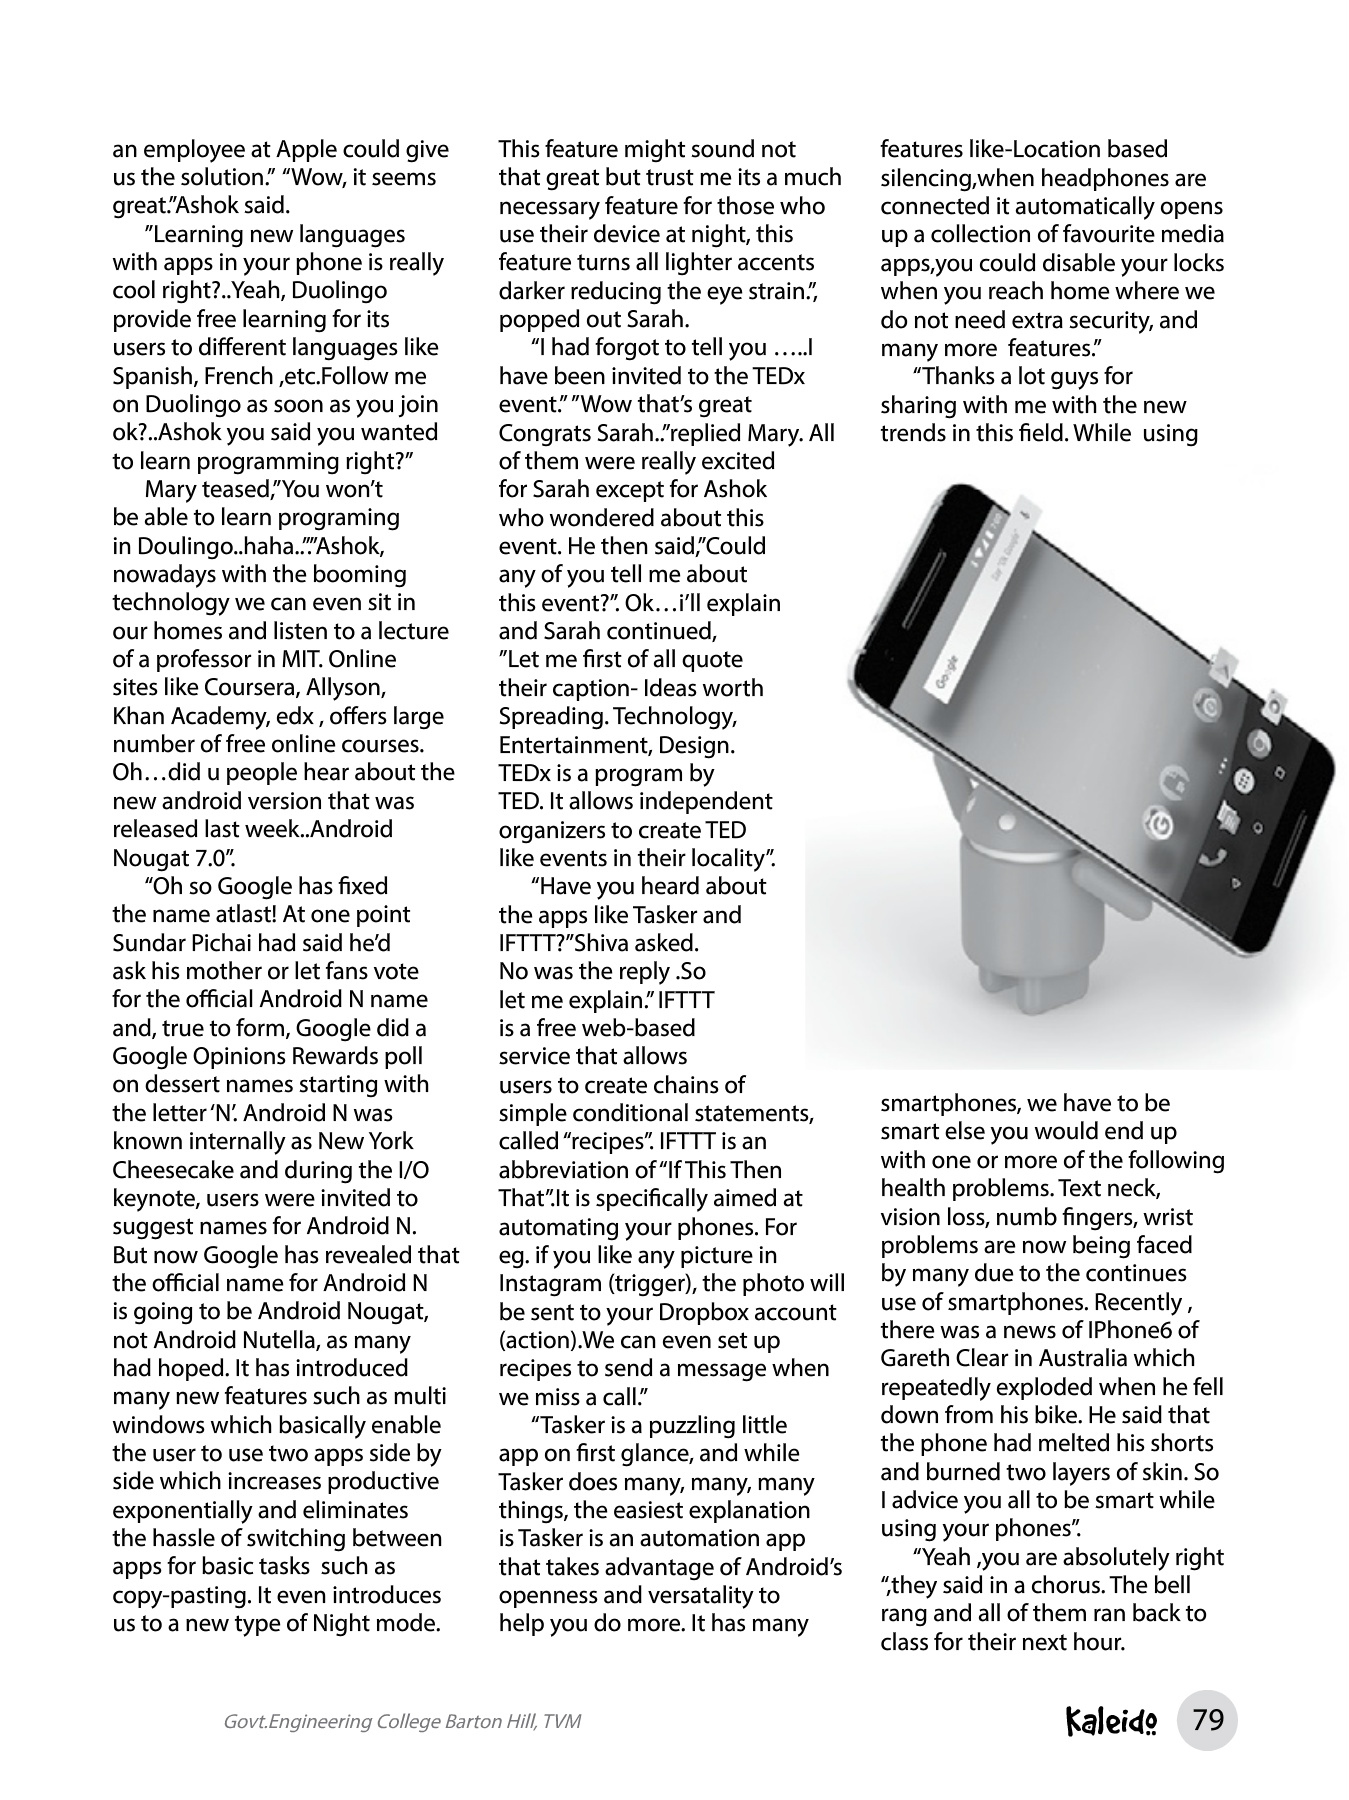 an employee at Apple could give
us the solution.” “Wow, it seems
great.”Ashok said.
”Learning new languages
with apps in your phone is really
cool right?..Yeah, Duolingo
provide free learning for its
users to different languages like
Spanish, French ,etc.Follow me
on Duolingo as soon as you join
ok?..Ashok you said you wanted
to learn programming right?”
Mary teased,”You won’t
be able to learn programing
in Doulingo..haha..”.”Ashok,
nowadays with the booming
technology we can even sit in
our homes and listen to a lecture
of a professor in MIT. Online
sites like Coursera, Allyson,
Khan Academy, edx , offers large
number of free online courses.
Oh…did u people hear about the
new android version that was
released last week..Android
Nougat 7.0”.
“Oh so Google has fixed
the name atlast! At one point
Sundar Pichai had said he’d
ask his mother or let fans vote
for the official Android N name
and, true to form, Google did a
Google Opinions Rewards poll
on dessert names starting with
the letter ‘N’. Android N was
known internally as New York
Cheesecake and during the I/O
keynote, users were invited to
suggest names for Android N.
But now Google has revealed that
the official name for Android N
is going to be Android Nougat,
not Android Nutella, as many
had hoped. It has introduced
many new features such as multi
windows which basically enable
the user to use two apps side by
side which increases productive
exponentially and eliminates
the hassle of switching between
apps for basic tasks  such as
copy-pasting. It even introduces
us to a new type of Night mode.
This feature might sound not
that great but trust me its a much
necessary feature for those who
use their device at night, this
feature turns all lighter accents
darker reducing the eye strain.”,
popped out Sarah.
“I had forgot to tell you …..I
have been invited to the TEDx
event.” ”Wow that’s great
Congrats Sarah..”replied Mary. All
of them were really excited
for Sarah except for Ashok
who wondered about this
event. He then said,”Could
any of you tell me about
this event?”. Ok…i’ll explain
and Sarah continued,
”Let me first of all quote
their caption- Ideas worth
Spreading. Technology,
Entertainment, Design.
TEDx is a program by
TED. It allows independent
organizers to create TED
like events in their locality”.
“Have you heard about
the apps like Tasker and
IFTTT?”Shiva asked.
No was the reply .So
let me explain.” IFTTT
is a free web-based
service that allows
users to create chains of
simple conditional statements,
called “recipes”. IFTTT is an
abbreviation of “If This Then
That”.It is specifically aimed at
automating your phones. For
eg. if you like any picture in
Instagram (trigger), the photo will
be sent to your Dropbox account
(action).We can even set up
recipes to send a message when
we miss a call.”
“Tasker is a puzzling little
app on first glance, and while
Tasker does many, many, many
things, the easiest explanation
is Tasker is an automation app
that takes advantage of Android’s
openness and versatality to
help you do more. It has many
features like-Location based
silencing,when headphones are
connected it automatically opens
up a collection of favourite media
apps,you could disable your locks
when you reach home where we
do not need extra security, and
many more  features.”
“Thanks a lot guys for
sharing with me with the new
trends in this field. While  using
Google
Say "Ok Google"
7:00
smartphones, we have to be
smart else you would end up
with one or more of the following
health problems. Text neck,
vision loss, numb fingers, wrist
problems are now being faced
by many due to the continues
use of smartphones. Recently ,
there was a news of IPhone6 of
Gareth Clear in Australia which
repeatedly exploded when he fell
down from his bike. He said that
the phone had melted his shorts
and burned two layers of skin. So
I advice you all to be smart while
using your phones”.
“Yeah ,you are absolutely right
“,they said in a chorus. The bell
rang and all of them ran back to
class for their next hour.
Govt.Engineering College Barton Hill, TVM
Kaleido
79